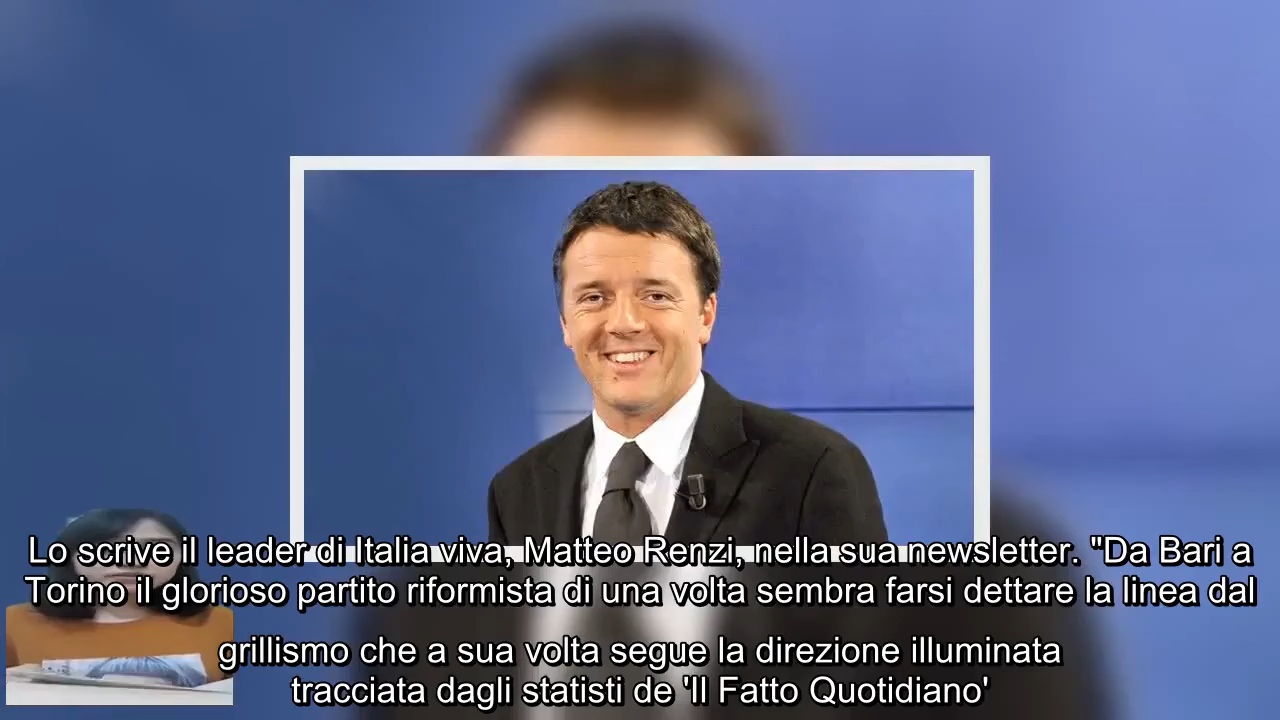 Lo scrive il leader di Italia viva, Matteo Renzi, nella sua newsletter. "Da Bari a
Torino il glorioso partito riformista di una volta sembra farsi dettare la linea dal
grillismo che a sua volta segue la direzione illuminata
tracciata dagli statisti de 'Il Fatto Quotidiano'